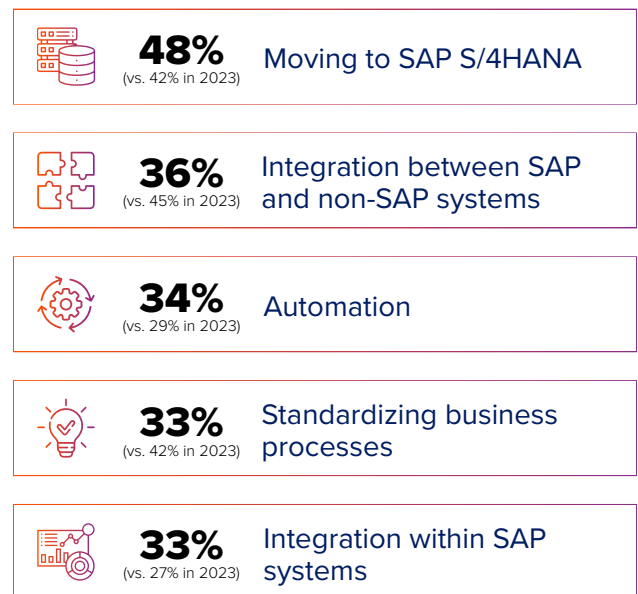 48%
(vs. 42% in 2023)
Moving to SAP S/4HANA
36%
(vs. 45% in 2023)
Integration between SAP
and non-SAP systems
34%
(vs. 29% in 2023)
Automation
33%
(vs. 42% in 2023)
Standardizing business
processes
33%
(vs. 27% in 2023)
Integration within SAP
systems